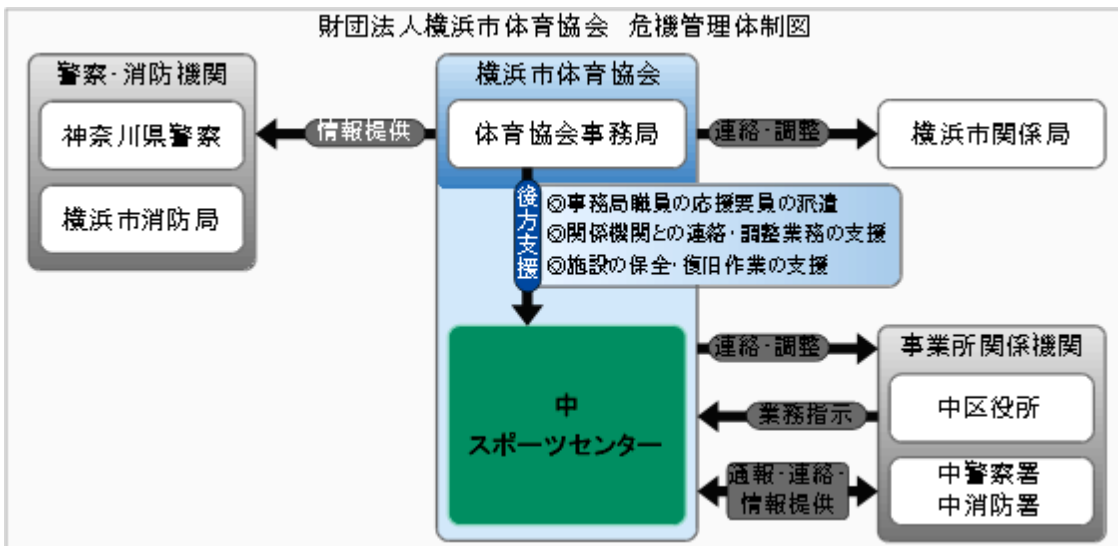 財団法人横浜市体育協会 危機管理体制図
警察・消防機関
神奈川県警察
横浜市消防局
情報提供
横浜市体育協会
体育協会事務局
連絡・調整
横浜市関係局
後方支援
◎事務局職員の応援要員の派遣
◎関係機関との連絡・調整業務の支援
◎施設の保全・復旧作業の支援
中
スポーツセンター
連絡・調整
業務指示
通報・連絡・
情報提供
事業所関係機関
中区役所
中警察署
中消防署